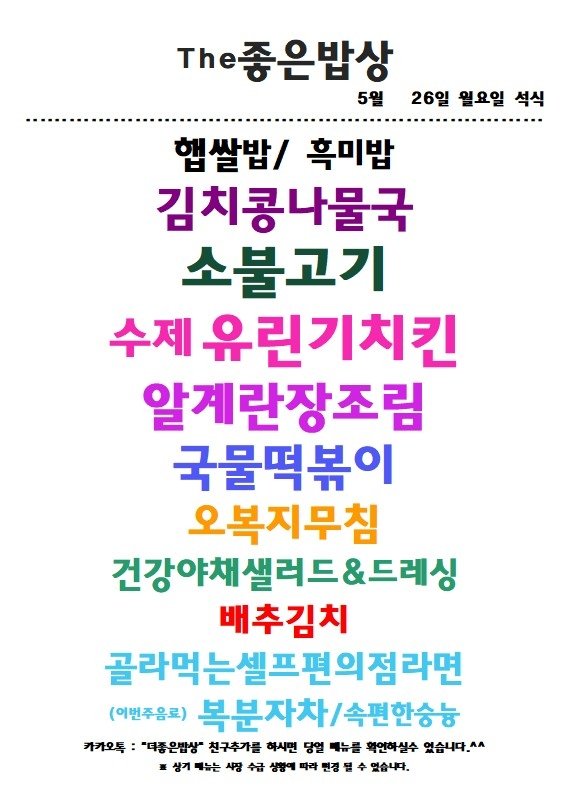 The좋은밥상
5월 26일 월요일 석식
햅쌀밥/ 흑미밥
김치콩나물국
소불고기
수제 유린기치킨
알계란장조림
국물떡볶이
오복지무침
건강야채샐러드&드레싱
배추김치
골라먹는셀프편의점라면
(이번주음료) 복분자차/속편한숭늉
카카오톡 : "더좋은밥상" 친구추가를 하시면 당일 메뉴를 확인하실수 있습니다.^^
※ 상기 메뉴는 시장 수급 상황에 따라 변경 될 수 있습니다.